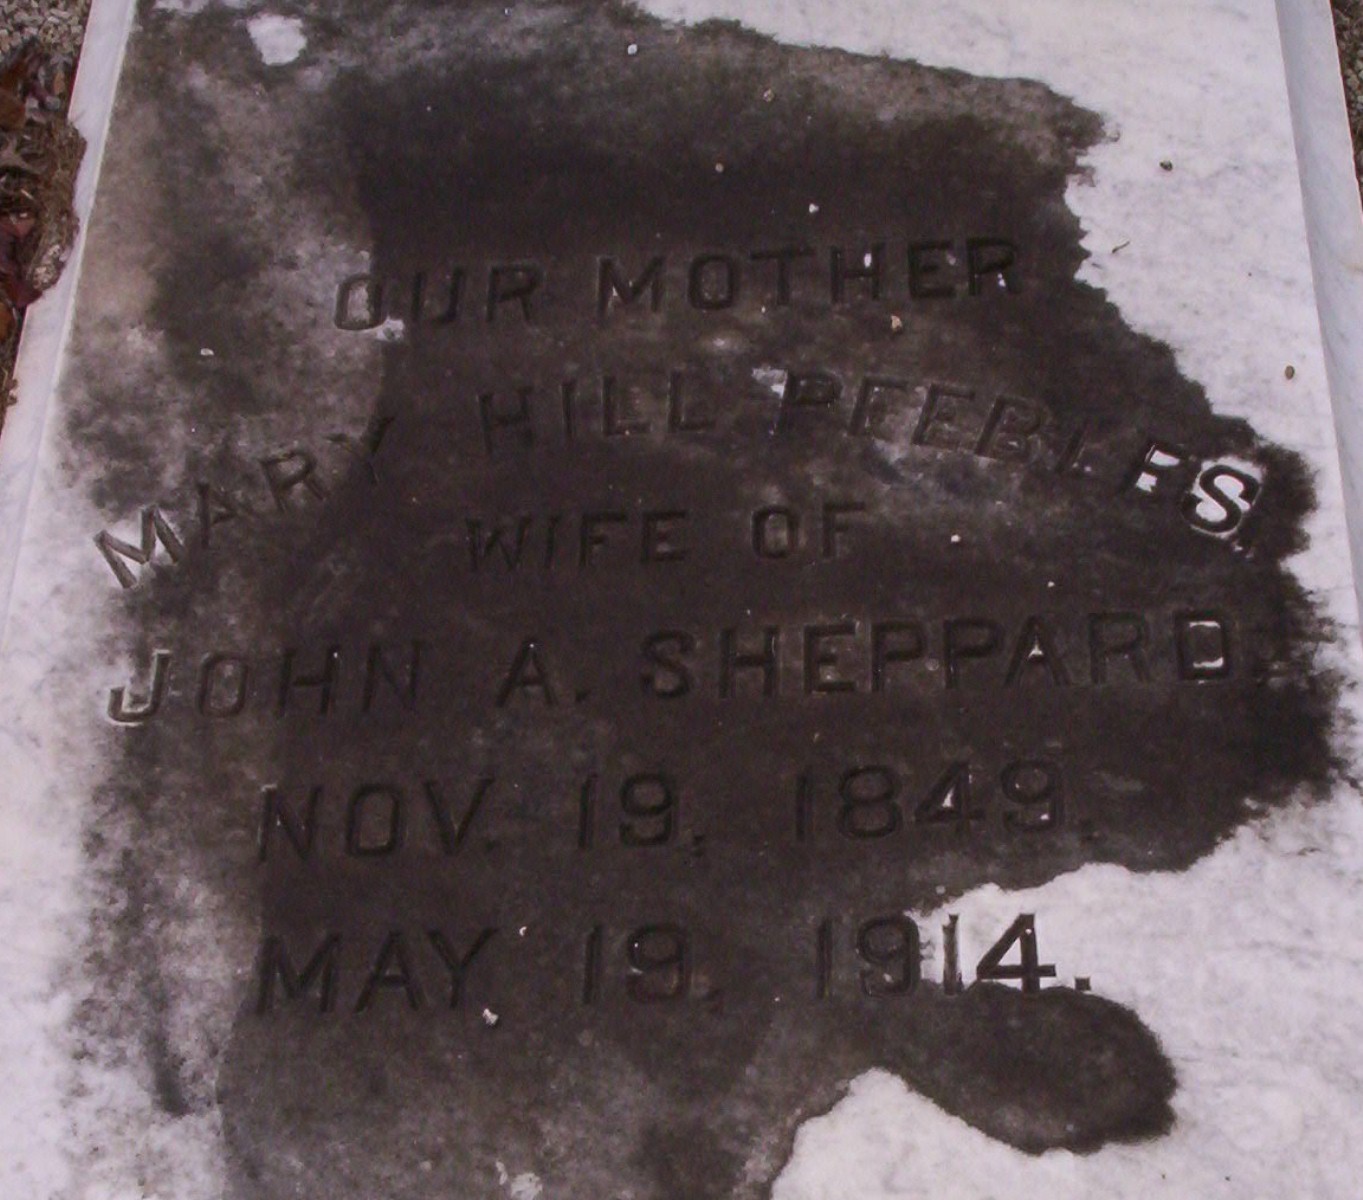 OUR MOTHER
MARY HILL PEEBLES
WIFE OF
JOHN A. SHEPPARD
NOV. 19, 1849.
MAY 19, 1914.